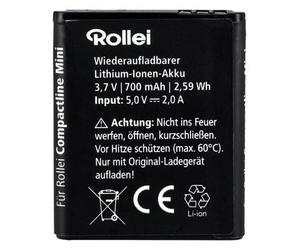 Rollei
Wiederaufladbarer
Lithium-Ionen-Akku
3,7 V | 700 mAh | 2,59 Wh
Input: 5,0 V ⎓ 2,0 A
Achtung: Nicht ins Feuer
werfen, öffnen, kurzschließen.
Vor Hitze schützen (max. 60°C).
Nur mit Original-Ladegerät
aufladen!
Li-ion
Für Rollei Compactline Mini